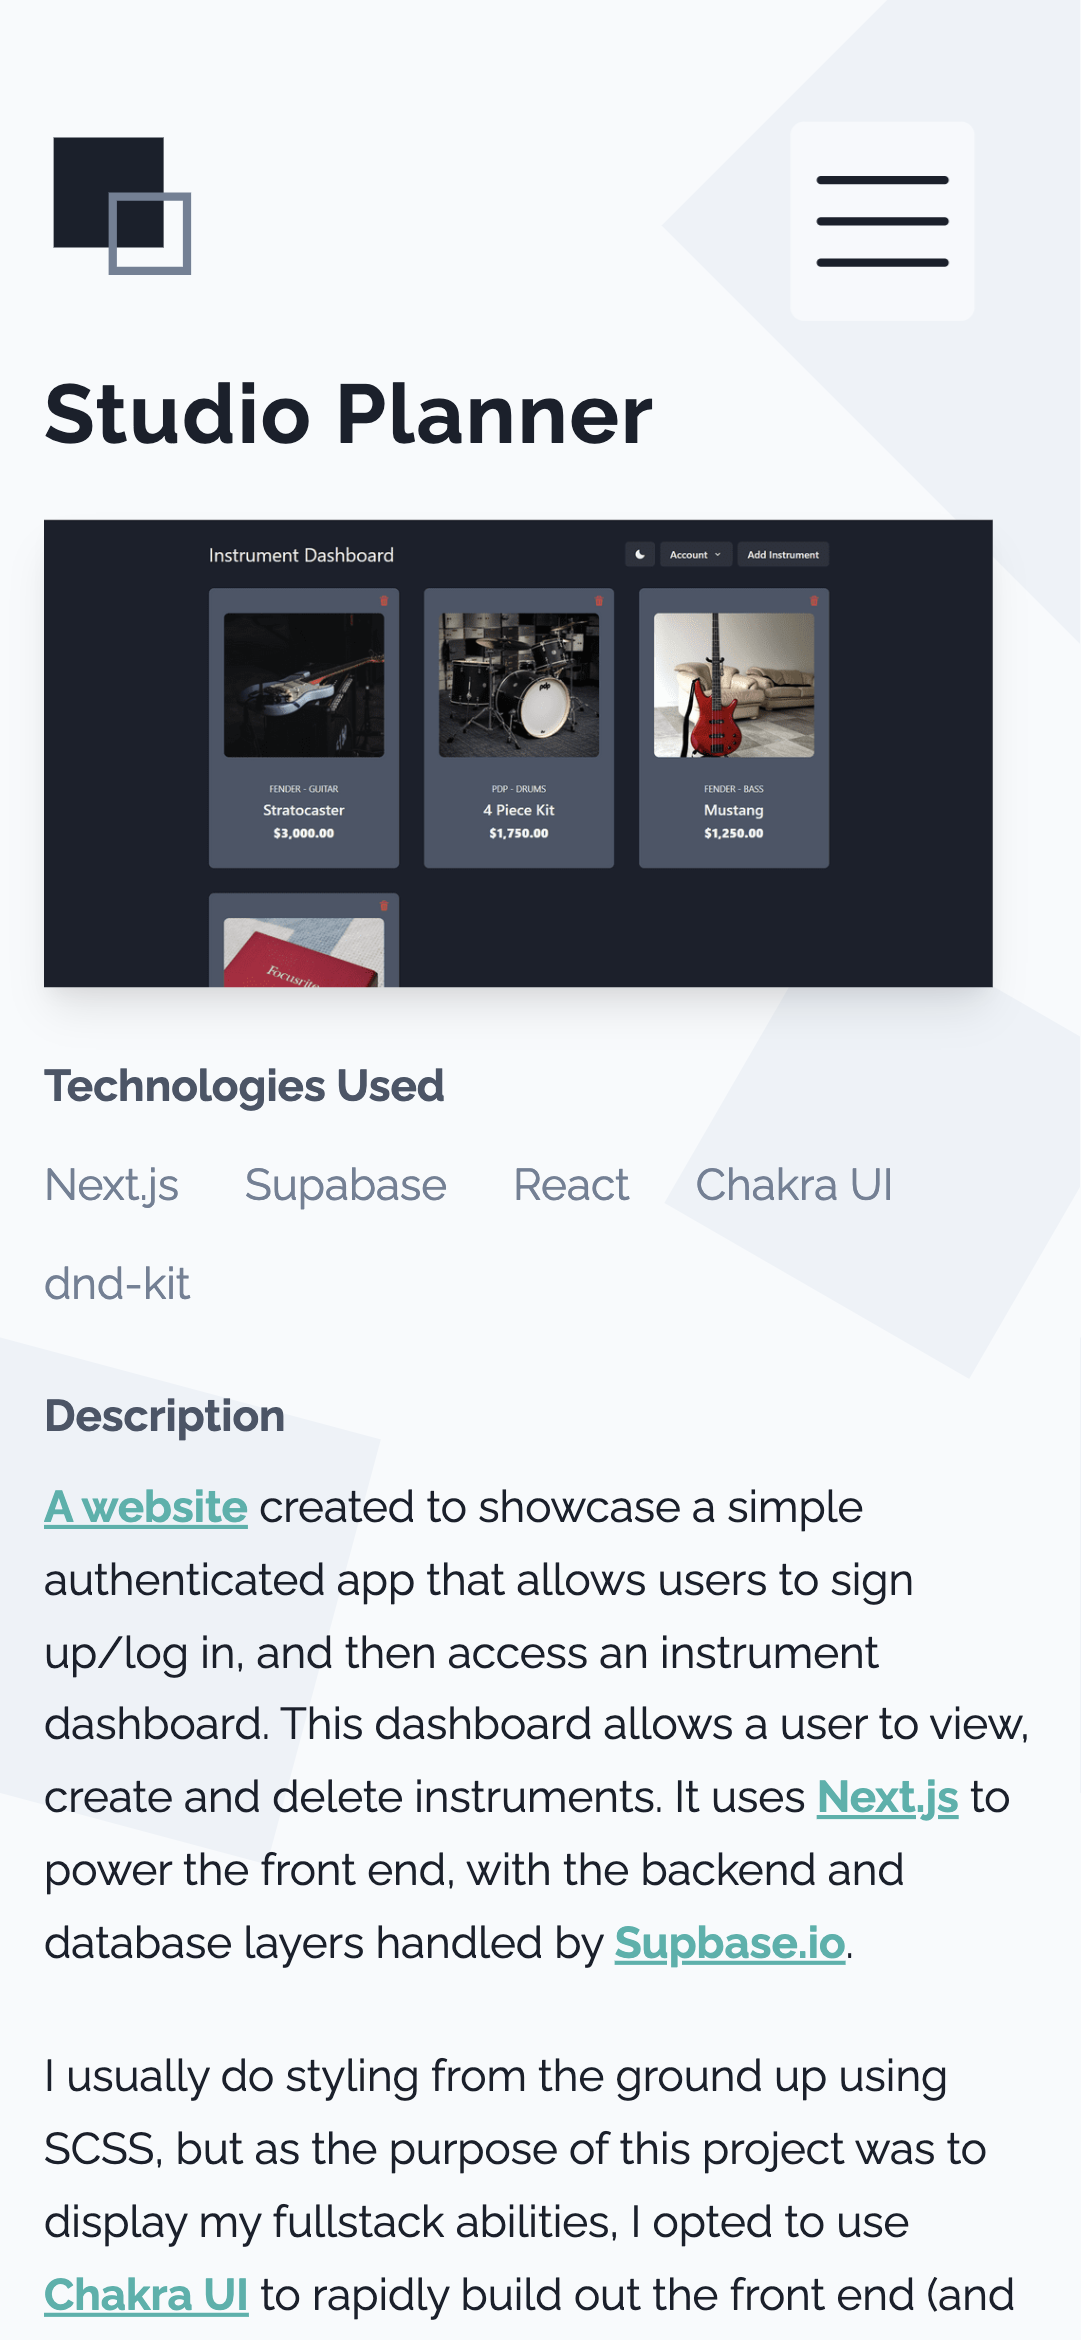 Studio Planner
Instrument Dashboard
Account
Add Instrument
FENDER - GUITAR
Stratocaster
$3,000.00
PDP - DRUMS
4 Piece Kit
$1,750.00
FENDER - BASS
Mustang
$1,250.00
pdp
Focusrite
Technologies Used
Next.js Supabase React Chakra UI
dnd-kit
Description
A website created to showcase a simple
authenticated app that allows users to sign
up/log in, and then access an instrument
dashboard. This dashboard allows a user to view,
create and delete instruments. It uses Next.js to
power the front end, with the backend and
database layers handled by Supbase.io.
I usually do styling from the ground up using
SCSS, but as the purpose of this project was to
display my fullstack abilities, I opted to use
Chakra UI to rapidly build out the front end (and